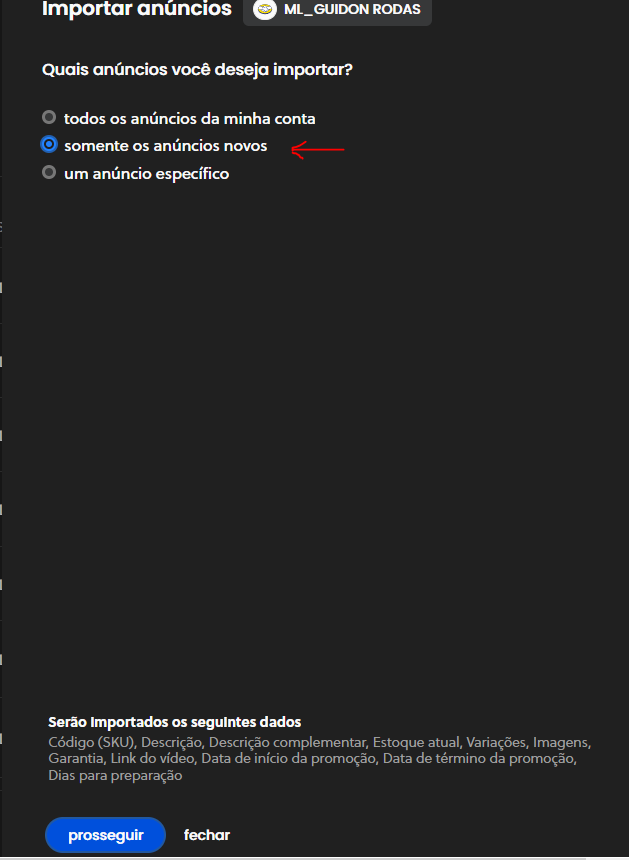 Importar anúncios ML_GUIDON RODAS
Quais anúncios você deseja importar?
todos os anúncios da minha conta
somente os anúncios novos
um anúncio específico
Serão importados os seguintes dados
Código (SKU), Descrição, Descrição complementar, Estoque atual, Variações, Imagens,
Garantia, Link do vídeo, Data de início da promoção, Data de término da promoção,
Dias para preparação
prosseguir fechar